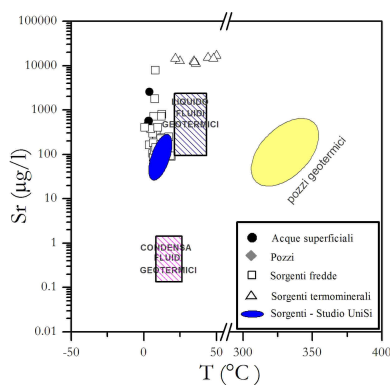 100000
10000
1000
100
10
1
0.1
0.01
Sr (µg/l)
LIQUIDO
FLUIDI
GEOTERMICI
CONDENSA
FLUIDI
GEOTERMICI
pozzi geotermici
Acque superficiali
Pozzi
Sorgenti fredde
Sorgenti termominerali
Sorgenti - Studio UniSi
-50 0 50 300 350 400
T (°C)